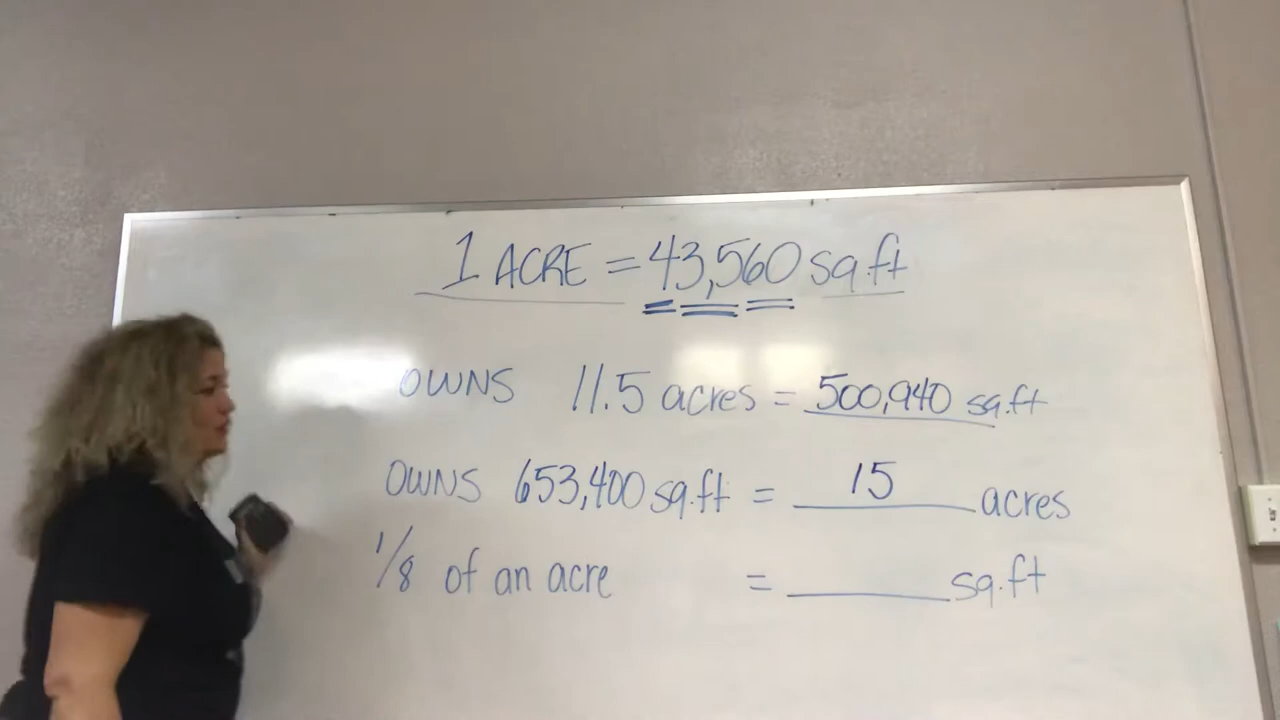 1 ACRE = 43,560 sq.ft
OWNS 11.5 acres = 500,940 sq.ft
OWNS 653,400 sq.ft = 15 acres
1/8 of an acre = ______ sq.ft